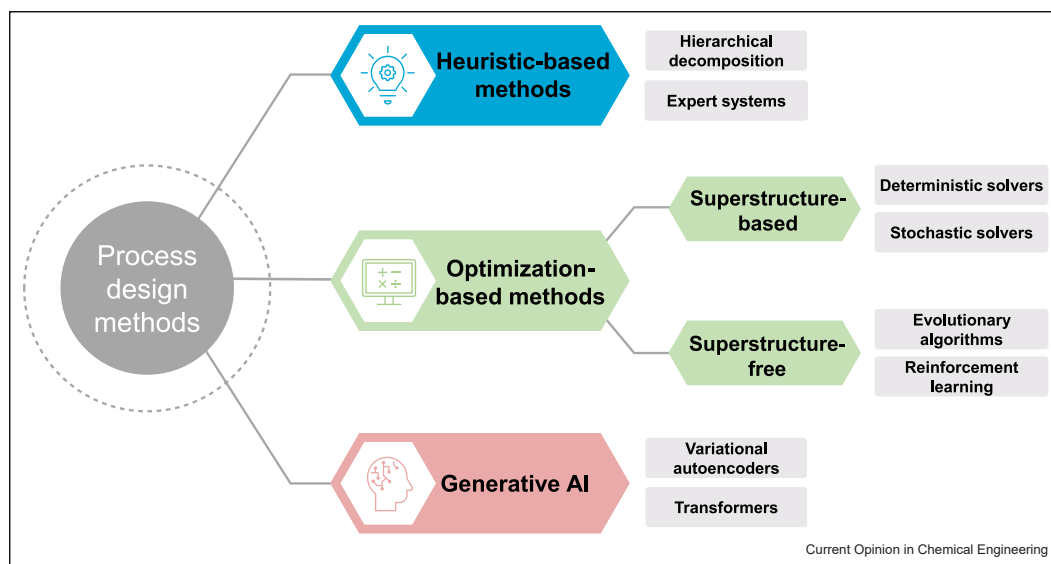 Process
design
methods
Heuristic-based
methods
Hierarchical
decomposition
Expert systems
Optimization-
based methods
Superstructure-
based
Deterministic solvers
Stochastic solvers
Superstructure-
free
Evolutionary
algorithms
Reinforcement
learning
Generative AI
Variational
autoencoders
Transformers
Current Opinion in Chemical Engineering